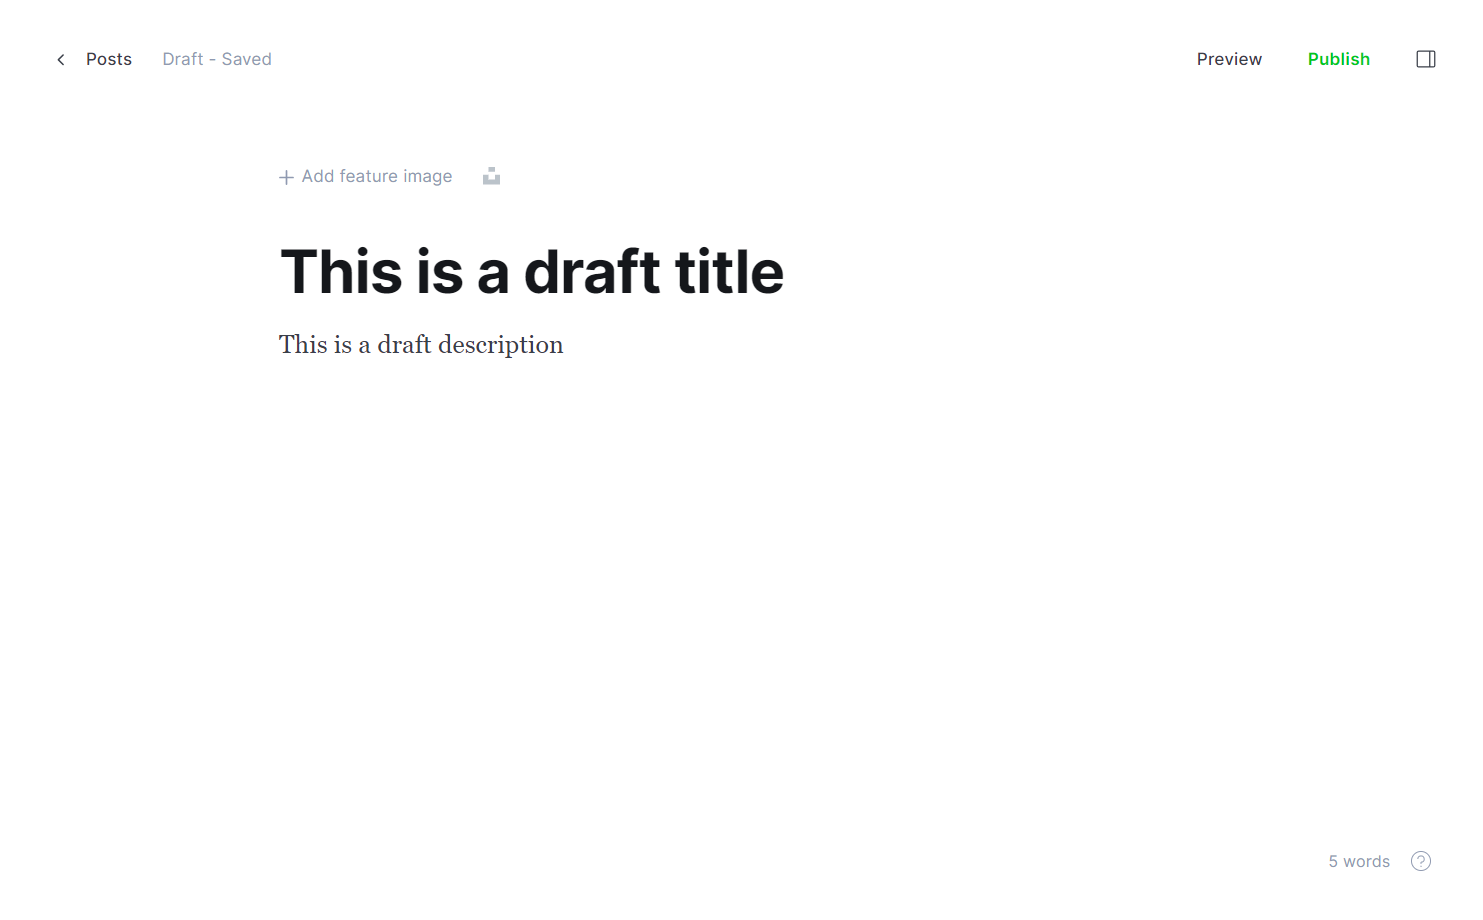 Posts Draft - Saved Preview Publish
Add feature image
This is a draft title
This is a draft description
5 words ?